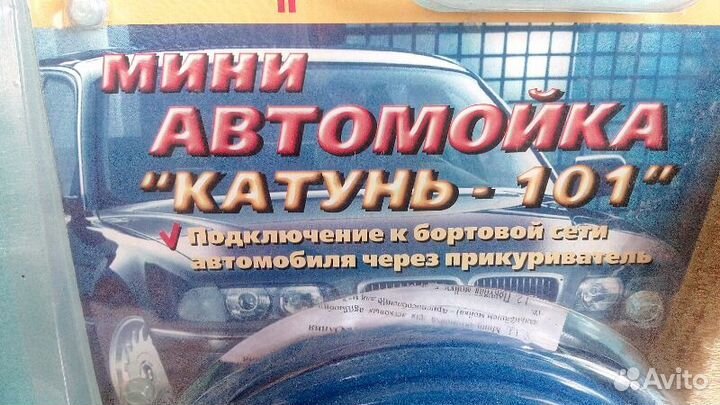 МИНИ
АВТОМОЙКА
"КАТУНЬ - 101"
Подключение к бортовой сети
автомобиля через прикуриватель
Avito